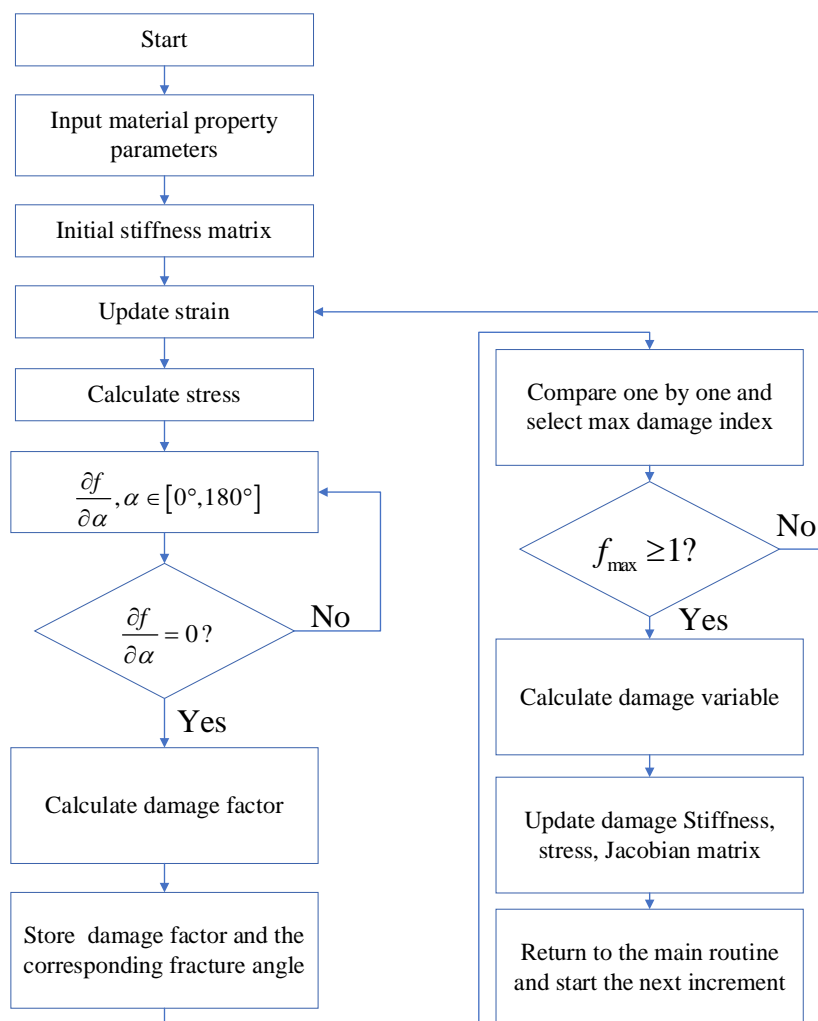 Start
Input material property
parameters
Initial stiffness matrix
Update strain
Calculate stress
∂f/∂α, α ∈ [0°,180°]
∂f/∂α = 0?
No
Yes
Calculate damage factor
Store damage factor and the
corresponding fracture angle
Compare one by one and
select max damage index
f_max ≥1?
No
Yes
Calculate damage variable
Update damage Stiffness,
stress, Jacobian matrix
Return to the main routine
and start the next increment